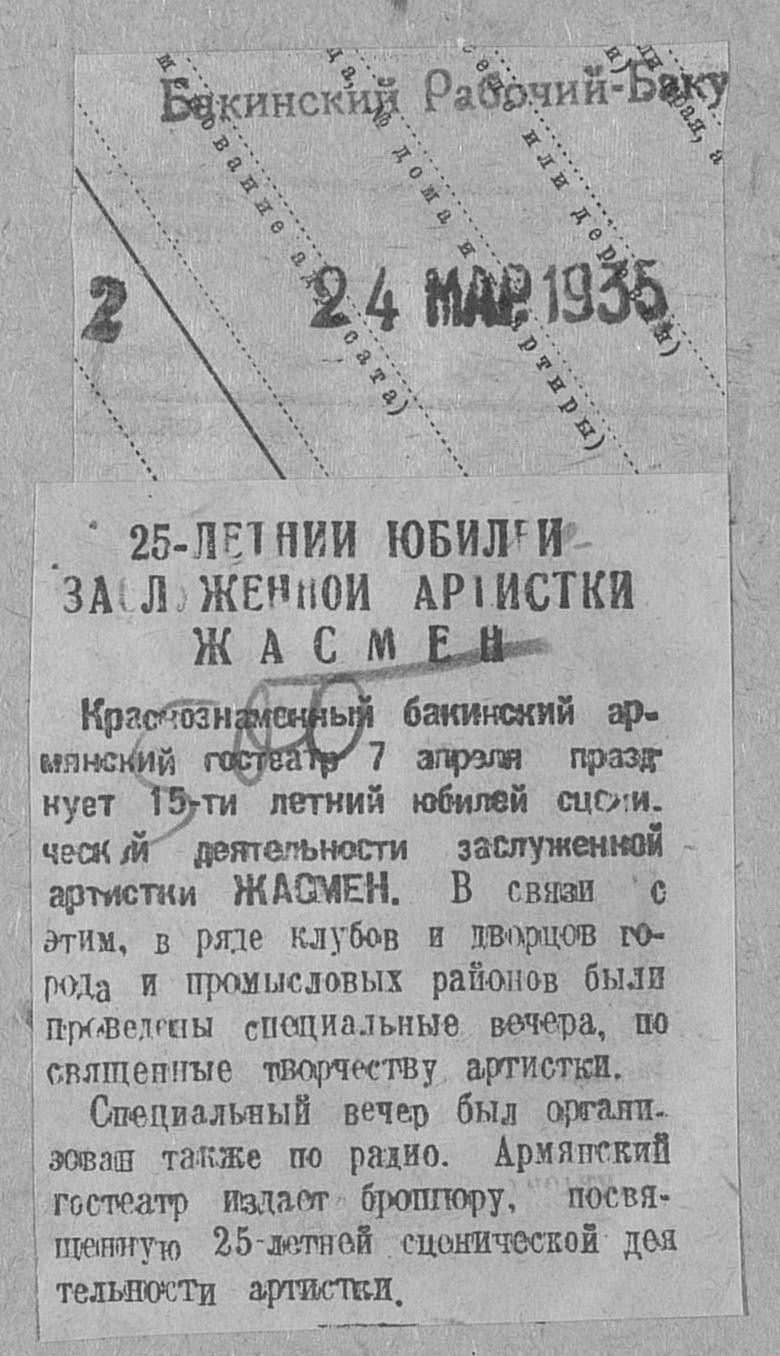 Бакинский Рабочий-Баку
2
24 МАР. 1935
25-ЛЕТНИЙ ЮБИЛЕЙ
ЗАСЛУЖЕННОЙ АРТИСТКИ
ЖАСМЕН
Краснознаменный бакинский ар-
мянский гостеатр 7 апреля празд-
нует 15-ти летний юбилей сцени-
ческой деятельности заслуженной
артистки ЖАСМЕН. В связи с
этим, в ряде клубов и дворцов го-
рода и промысловых районов были
проведены специальные вечера, по
священные творчеству артистки.
Специальный вечер был органи-
зован также по радио. Армянский
гостеатр издает брошюру, посвя-
щенную 25-летней сценической дея
тельности артистки.